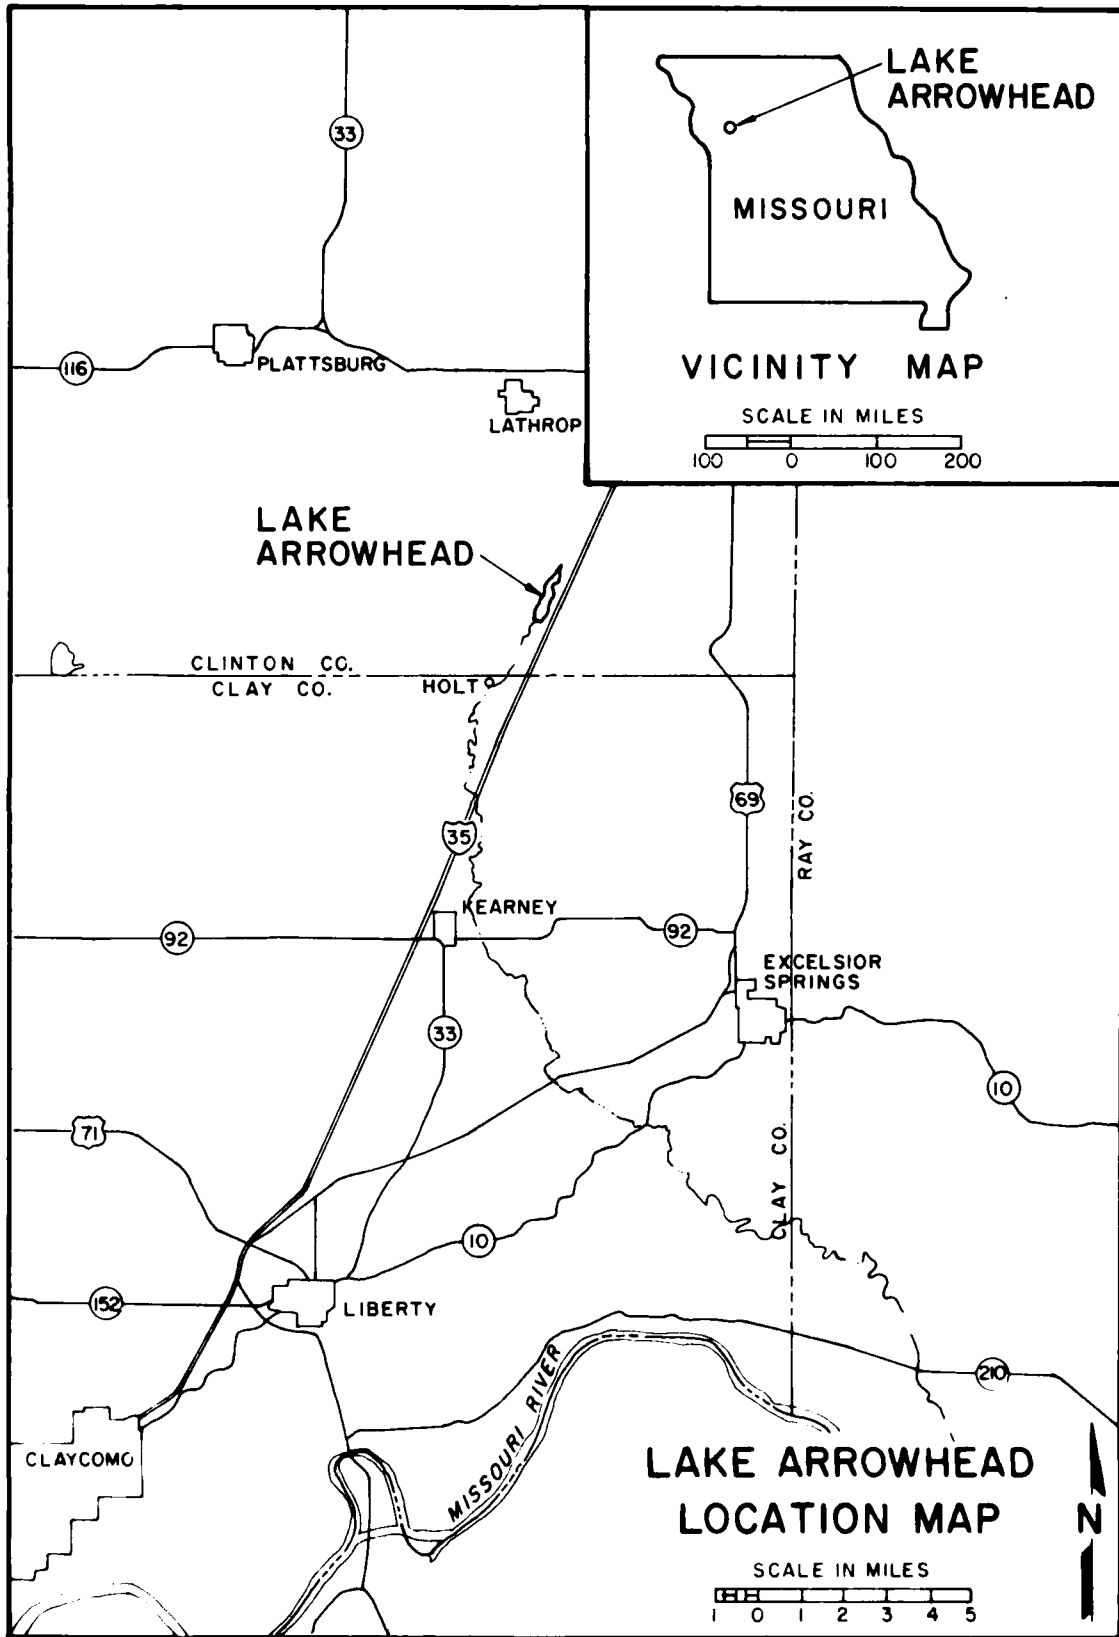 LAKE
ARROWHEAD
MISSOURI
VICINITY MAP
SCALE IN MILES
100 0 100 200
33
116
PLATTSBURG
LATHROP
LAKE
ARROWHEAD
CLINTON CO.
CLAY CO.
HOLT
69
RAY CO.
35
KEARNEY
92
92
EXCELSIOR
SPRINGS
33
10
71
CLAY CO.
10
152
LIBERTY
MISSOURI RIVER
210
CLAYCOMO
LAKE ARROWHEAD
LOCATION MAP
N
SCALE IN MILES
1 0 1 2 3 4 5